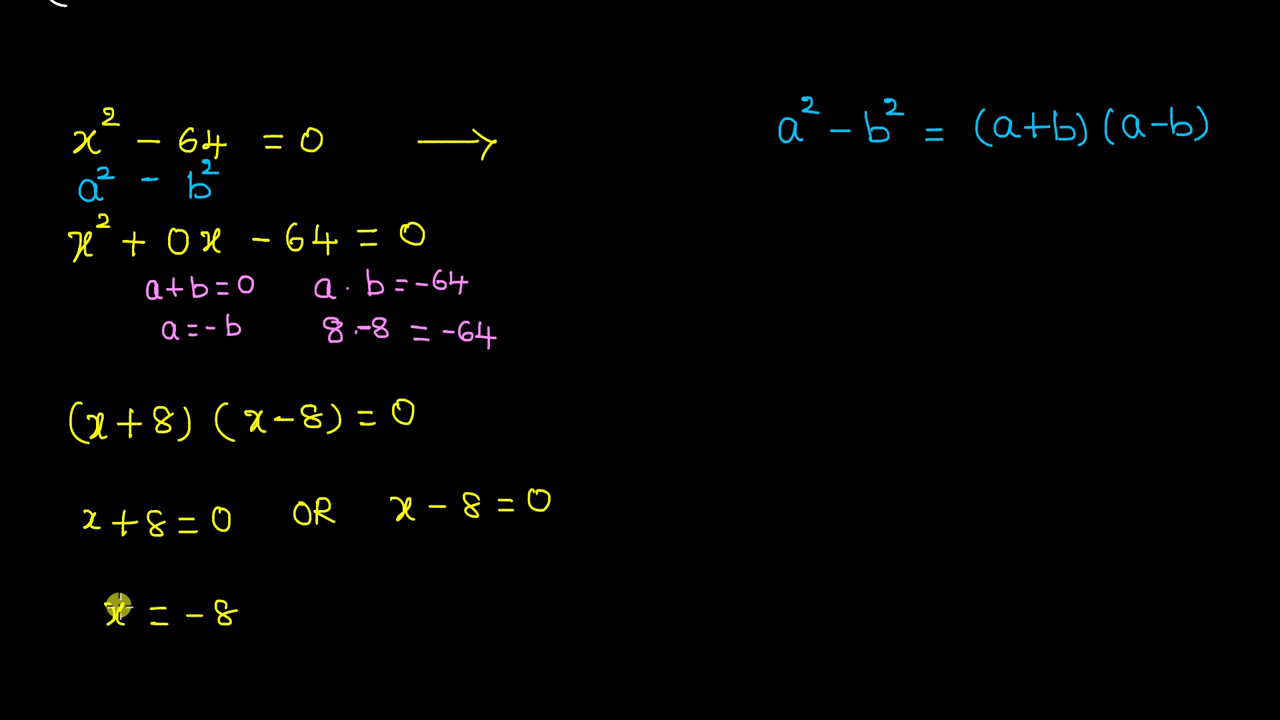 x² - 64 = 0 ⟶
a² - b²
x² + 0x - 64 = 0
a+b=0 a . b = -64
a = -b 8 . -8 = -64
(x+8) (x-8) = 0
x+8=0 OR x-8=0
x = -8
a² - b² = (a+b) (a-b)